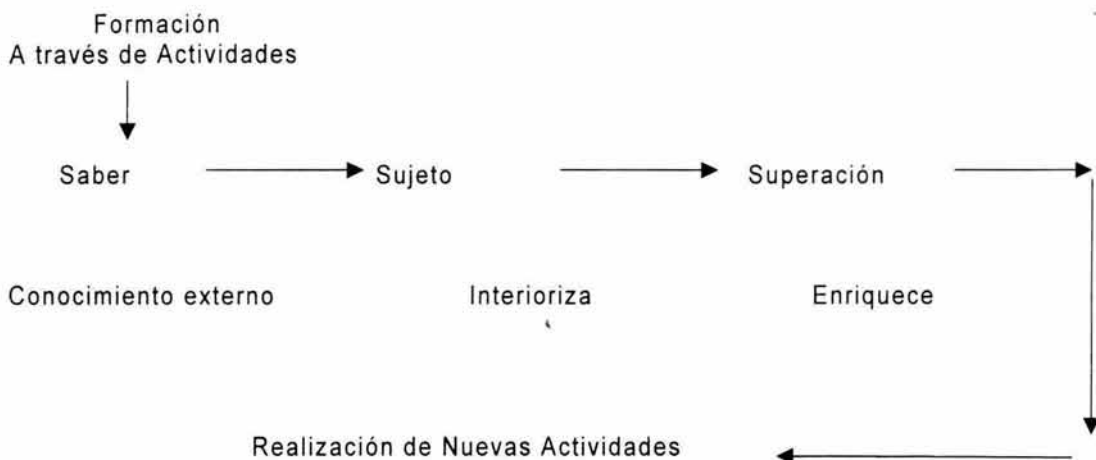 Formación
A través de Actividades
Saber Sujeto Superación
Conocimiento externo Interioriza Enriquece
Realización de Nuevas Actividades